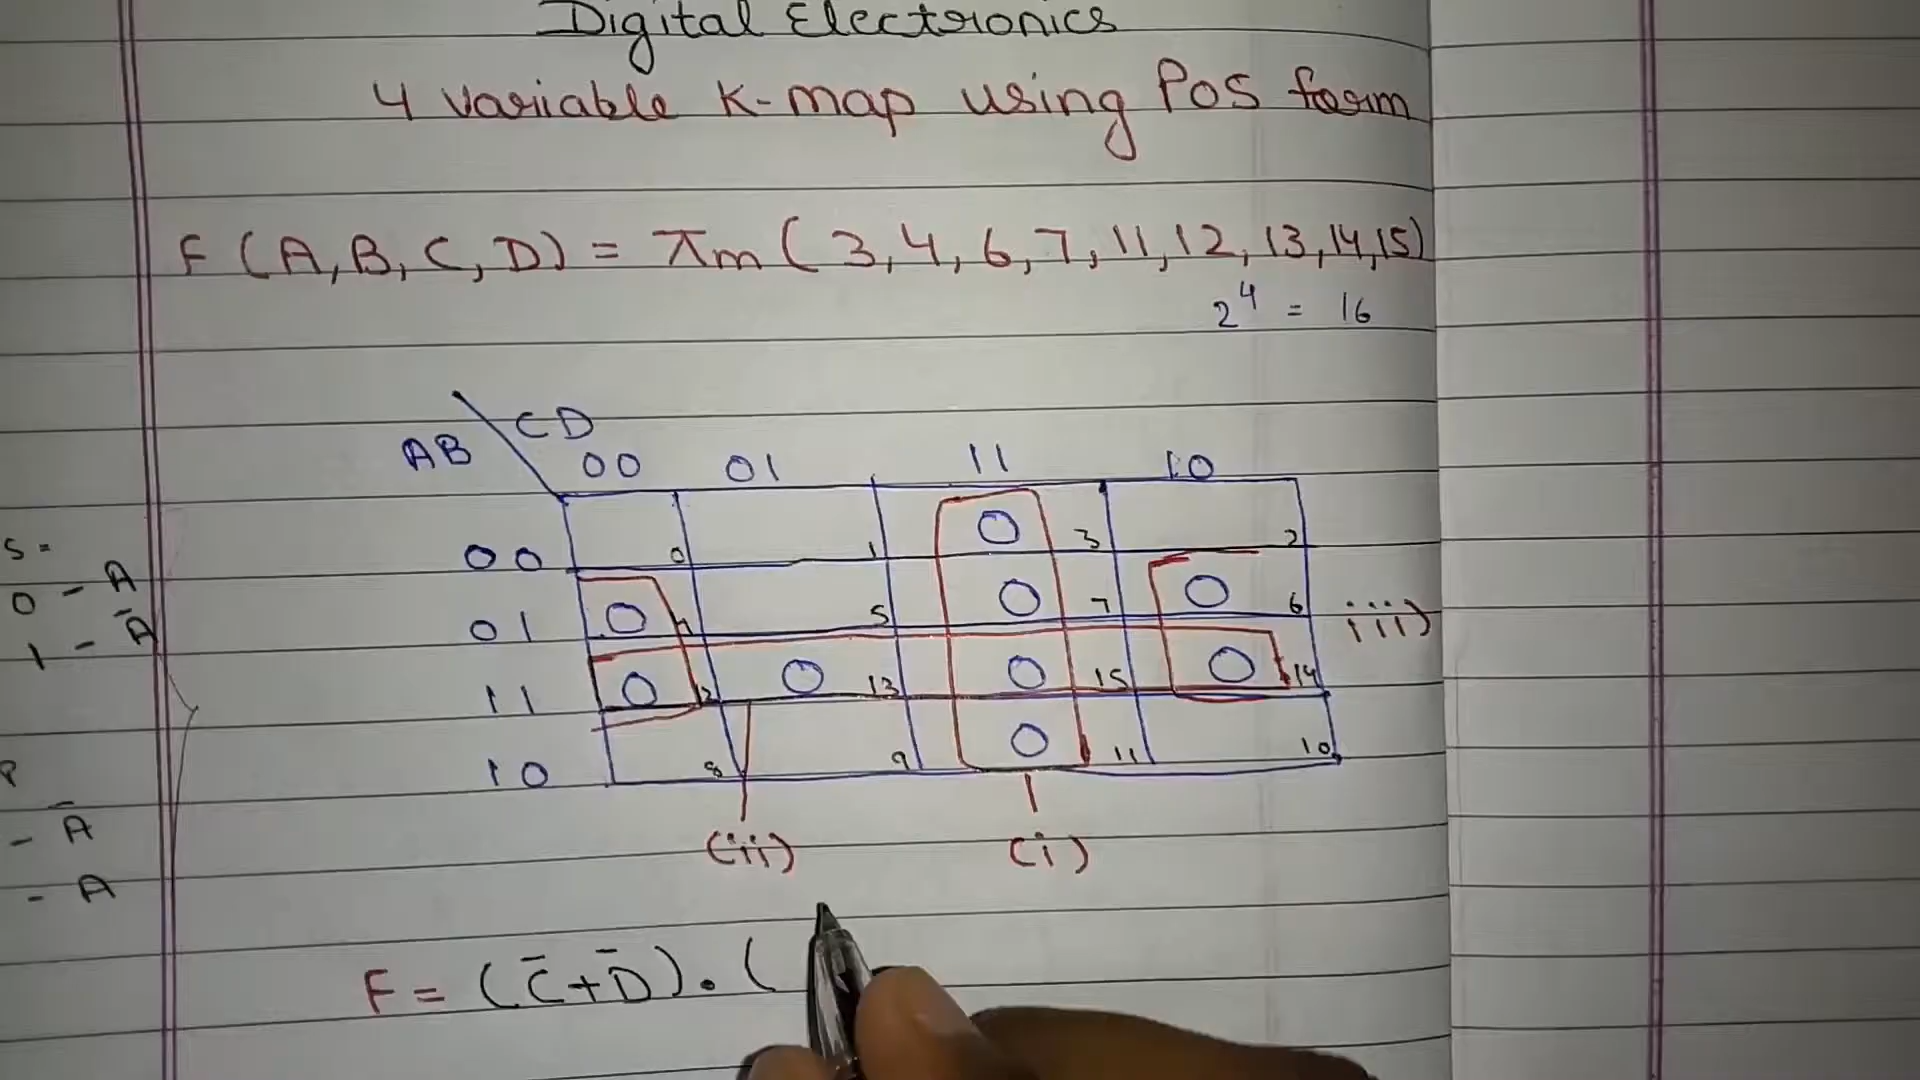 Digital Electronics
4 variable K-map using POS form
F (A, B, C, D) = πm ( 3, 4, 6, 7, 11, 12, 13, 14, 15)
2⁴ = 16
AB \ CD
00 01 11 10
00 0 1 0 3 2
01 0 4 5 0 7 0 6 iii)
11 0 12 0 13 0 15 0 14
10 8 9 0 11 10
(ii) (i)
F = (C̅+D̅).(
S =
0 - A
1 - A̅
P
- A̅
- A